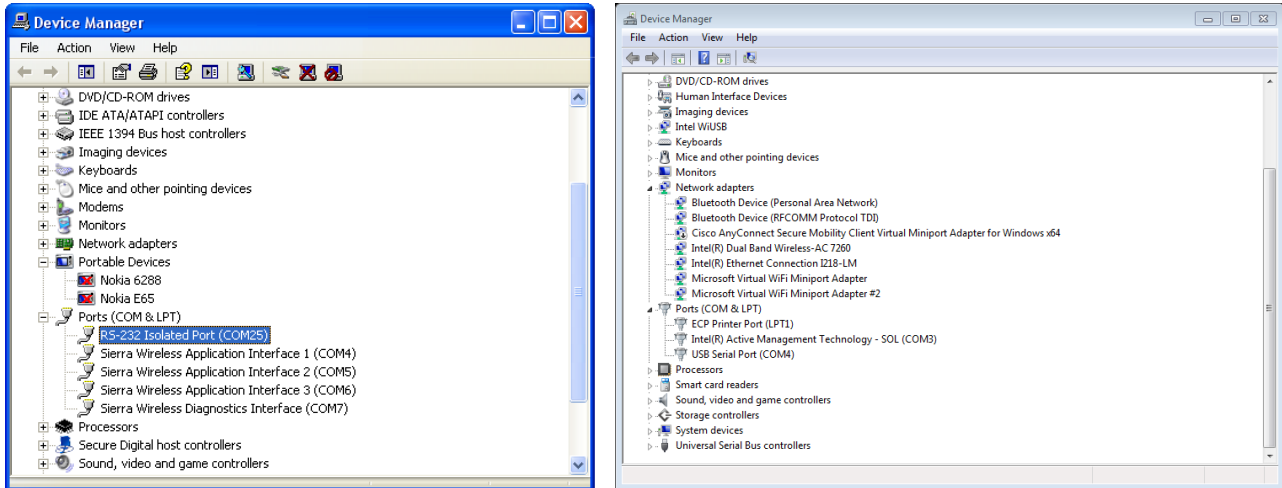 Device Manager
File Action View Help
DVD/CD-ROM drives
IDE ATA/ATAPI controllers
IEEE 1394 Bus host controllers
Imaging devices
Keyboards
Mice and other pointing devices
Modems
Monitors
Network adapters
Portable Devices
Nokia 6288
Nokia E65
Ports (COM & LPT)
RS-232 Isolated Port (COM25)
Sierra Wireless Application Interface 1 (COM4)
Sierra Wireless Application Interface 2 (COM5)
Sierra Wireless Application Interface 3 (COM6)
Sierra Wireless Diagnostics Interface (COM7)
Processors
Secure Digital host controllers
Sound, video and game controllers
Device Manager
File Action View Help
DVD/CD-ROM drives
Human Interface Devices
Imaging devices
Intel WiUSB
Keyboards
Mice and other pointing devices
Monitors
Network adapters
Bluetooth Device (Personal Area Network)
Bluetooth Device (RFCOMM Protocol TDI)
Cisco AnyConnect Secure Mobility Client Virtual Miniport Adapter for Windows x64
Intel(R) Dual Band Wireless-AC 7260
Intel(R) Ethernet Connection I218-LM
Microsoft Virtual WiFi Miniport Adapter
Microsoft Virtual WiFi Miniport Adapter #2
Ports (COM & LPT)
ECP Printer Port (LPT1)
Intel(R) Active Management Technology - SOL (COM3)
USB Serial Port (COM4)
Processors
Smart card readers
Sound, video and game controllers
Storage controllers
System devices
Universal Serial Bus controllers